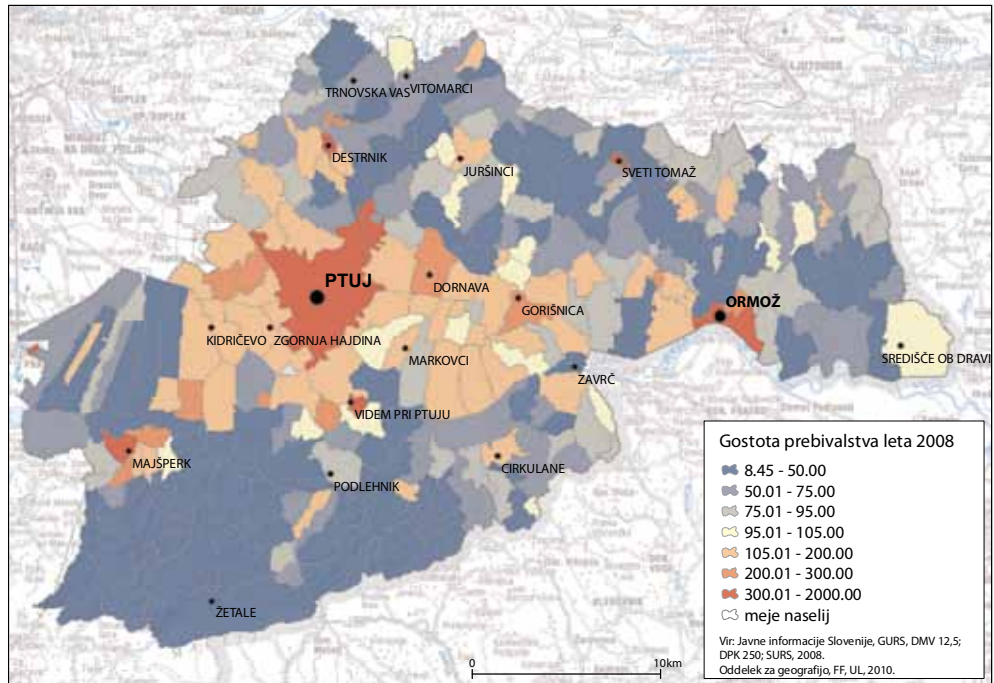 TRNOVSKA VAS
VITOMARCI
DESTRNIK
JURŠINCI
SVETI TOMAŽ
PTUJ
DORNAVA
GORIŠNICA
ORMOŽ
KIDRIČEVO
ZGORNJA HAJDINA
MARKOVCI
SREDIŠČE OB DRAVI
ZAVRČ
VIDEM PRI PTUJU
MAJŠPERK
CIRKULANE
PODLEHNIK
ŽETALE
Gostota prebivalstva leta 2008
8.45 - 50.00
50.01 - 75.00
75.01 - 95.00
95.01 - 105.00
105.01 - 200.00
200.01 - 300.00
300.01 - 2000.00
meje naselij
Vir: Javne informacije Slovenije, GURS, DMV 12,5;
DPK 250; SURS, 2008.
Oddelek za geografijo, FF, UL, 2010.
0 10km